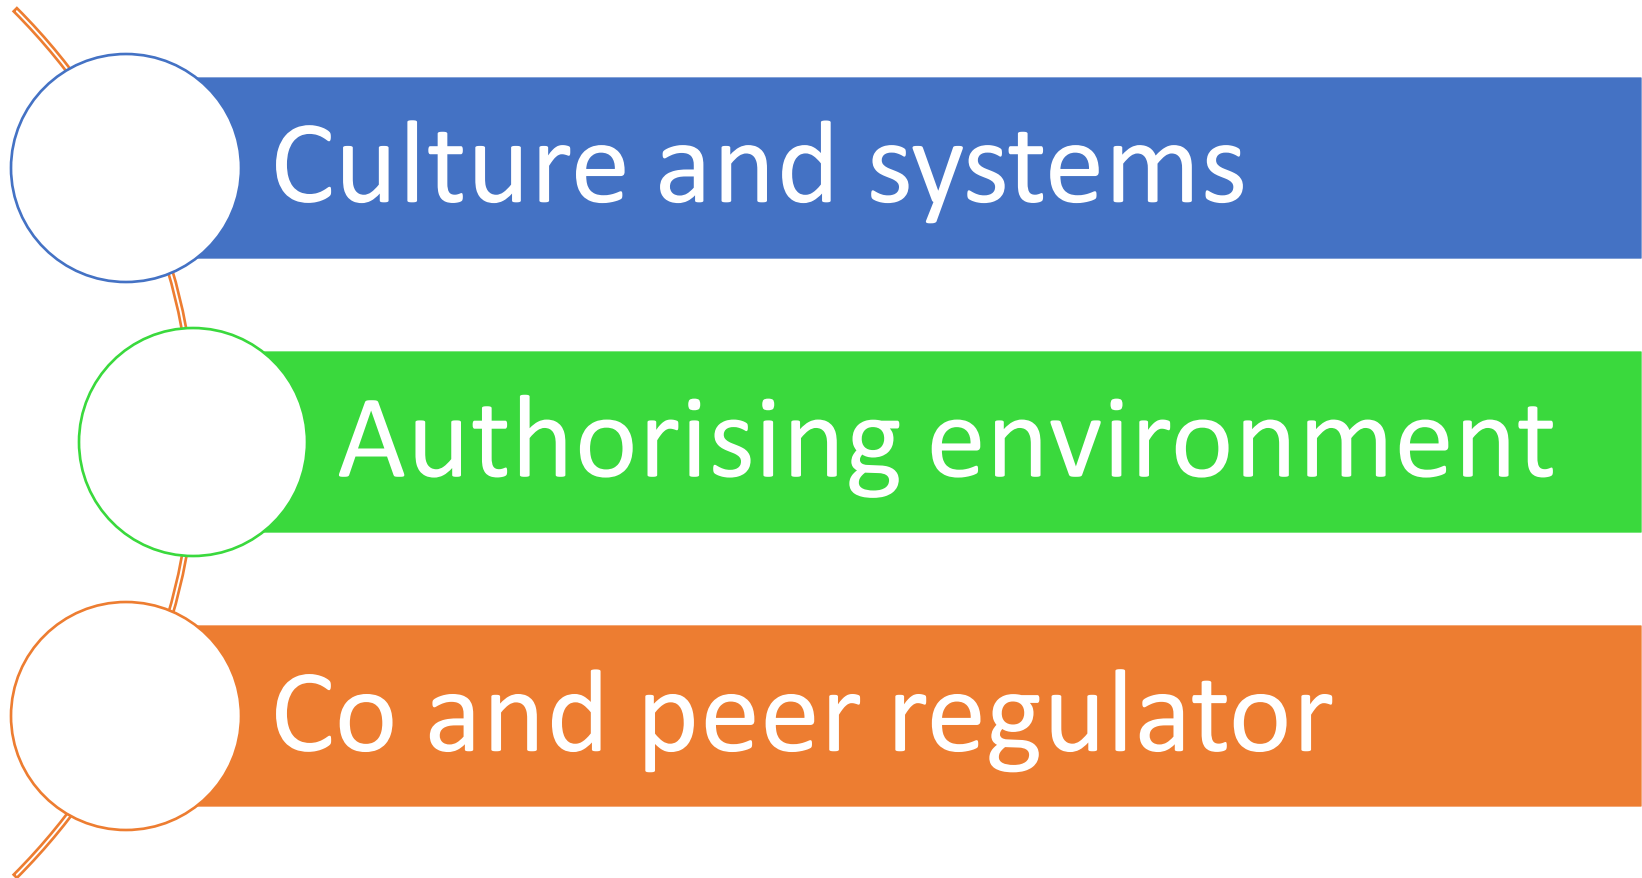 Culture and systems
Authorising environment
Co and peer regulator